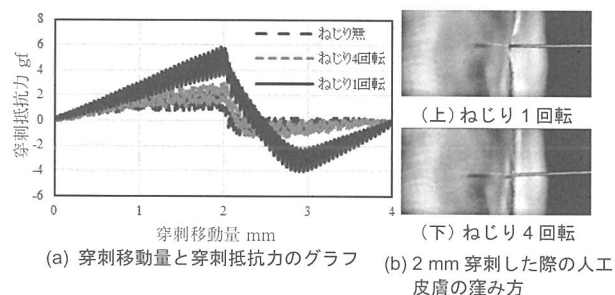 穿刺抵抗力 gf
8
6
4
2
0
-2
-4
-6
0
1
2
3
4
ねじり無
ねじり4回転
ねじり1回転
穿刺移動量 mm
(a) 穿刺移動量と穿刺抵抗力のグラフ
(上) ねじり 1 回転
(下) ねじり 4 回転
(b) 2 mm 穿刺した際の人工
皮膚の窪み方